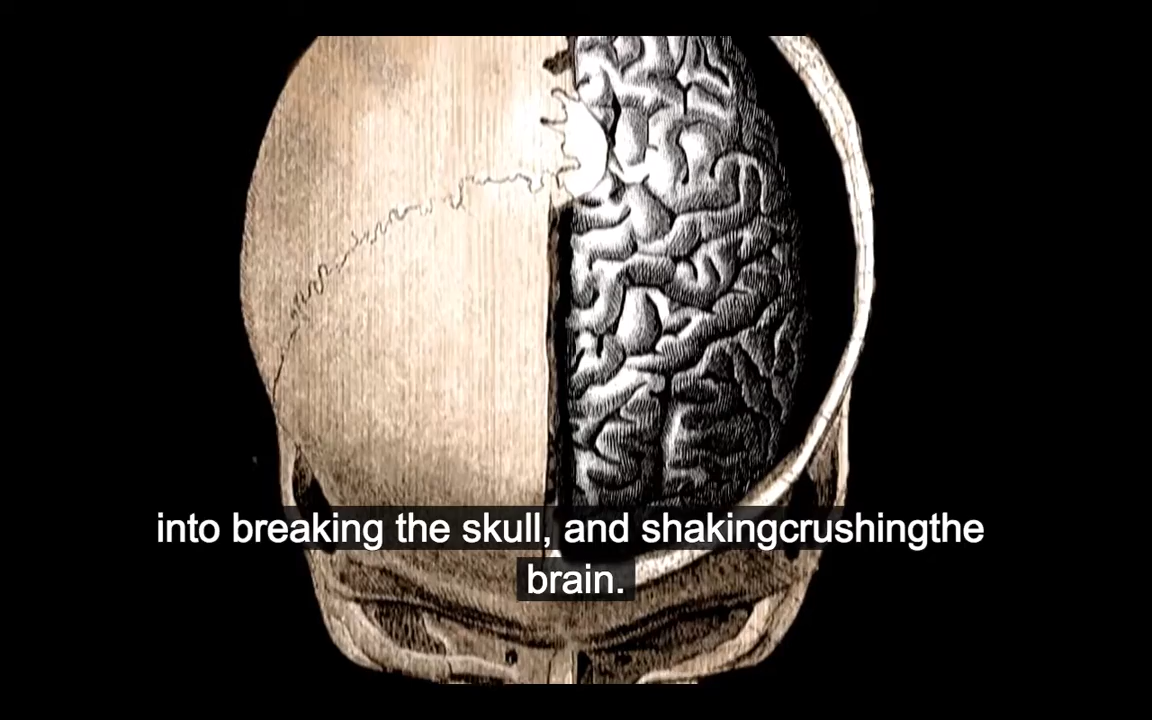 into breaking the skull, and shakingcrushingthe
brain.